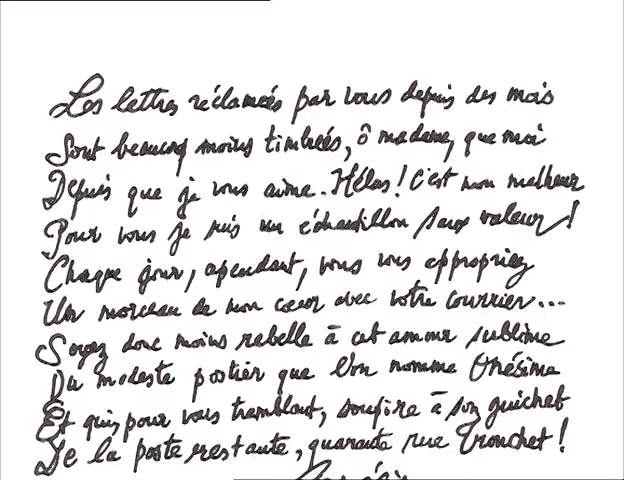 Les lettres réclamées par vous depuis des mois
Sont beaucoup moins timbrées, ô madame, que moi
Depuis que je vous aime. Hélas! C'est mon malheur
Pour vous je suis un échantillon sans valeur!
Chaque jour, cependant, vous vous appropriez
Un morceau de mon cœur avec votre courrier...
Soyez donc moins rebelle à cet amour sublime
Du modeste postier que l'on nomme Onésime
Et qui, pour vous tremblant, soupire à son guichet
De la poste restante, quarante rue Tronchet!